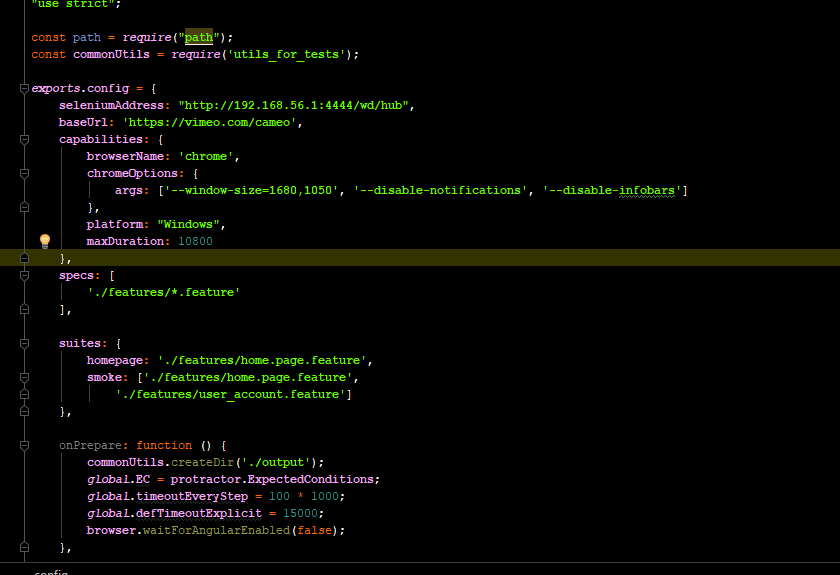 "use strict";
const path = require("path");
const commonUtils = require('utils_for_tests');
exports.config = {
seleniumAddress: "http://192.168.56.1:4444/wd/hub",
baseUrl: 'https://vimeo.com/cameo',
capabilities: {
browserName: 'chrome',
chromeOptions: {
args: ['--window-size=1680,1050', '--disable-notifications', '--disable-infobars']
},
platform: "Windows",
maxDuration: 10800
},
specs: [
'./features/*.feature'
],
suites: {
homepage: './features/home.page.feature',
smoke: ['./features/home.page.feature',
'./features/user_account.feature']
},
onPrepare: function () {
commonUtils.createDir('./output');
global.EC = protractor.ExpectedConditions;
global.timeoutEveryStep = 100 * 1000;
global.defTimeoutExplicit = 15000;
browser.waitForAngularEnabled(false);
},
config